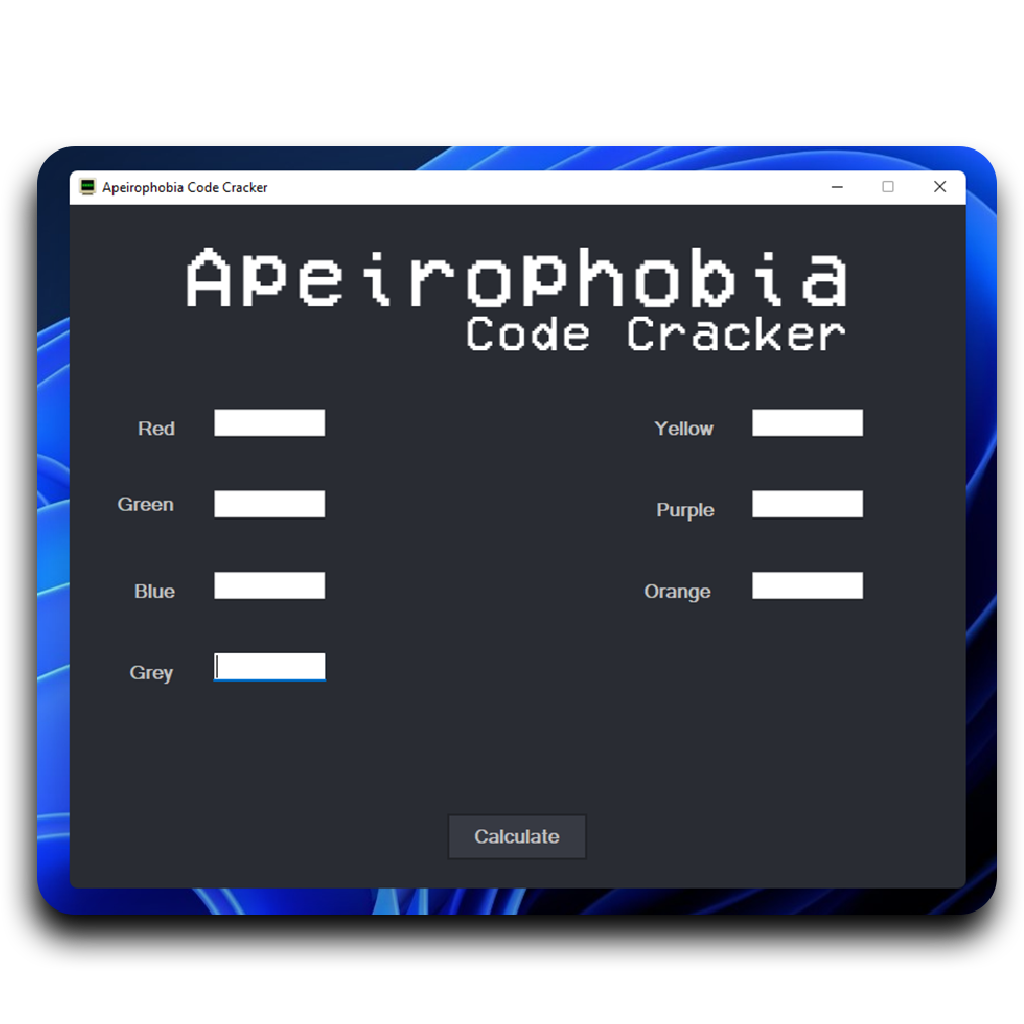 Apeirophobia Code Cracker
Apeirophobia
Code Cracker
Red
Yellow
Green
Purple
Blue
Orange
Grey
Calculate